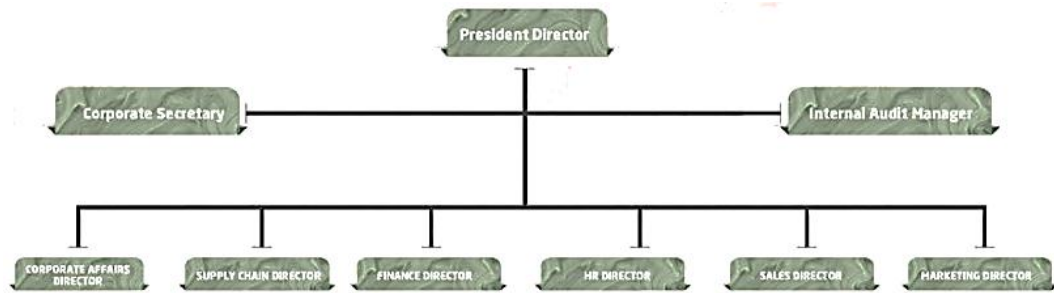 President Director
Corporate Secretary
Internal Audit Manager
CORPORATE AFFAIRS
DIRECTOR
SUPPLY CHAIN DIRECTOR
FINANCE DIRECTOR
HR DIRECTOR
SALES DIRECTOR
MARKETING DIRECTOR